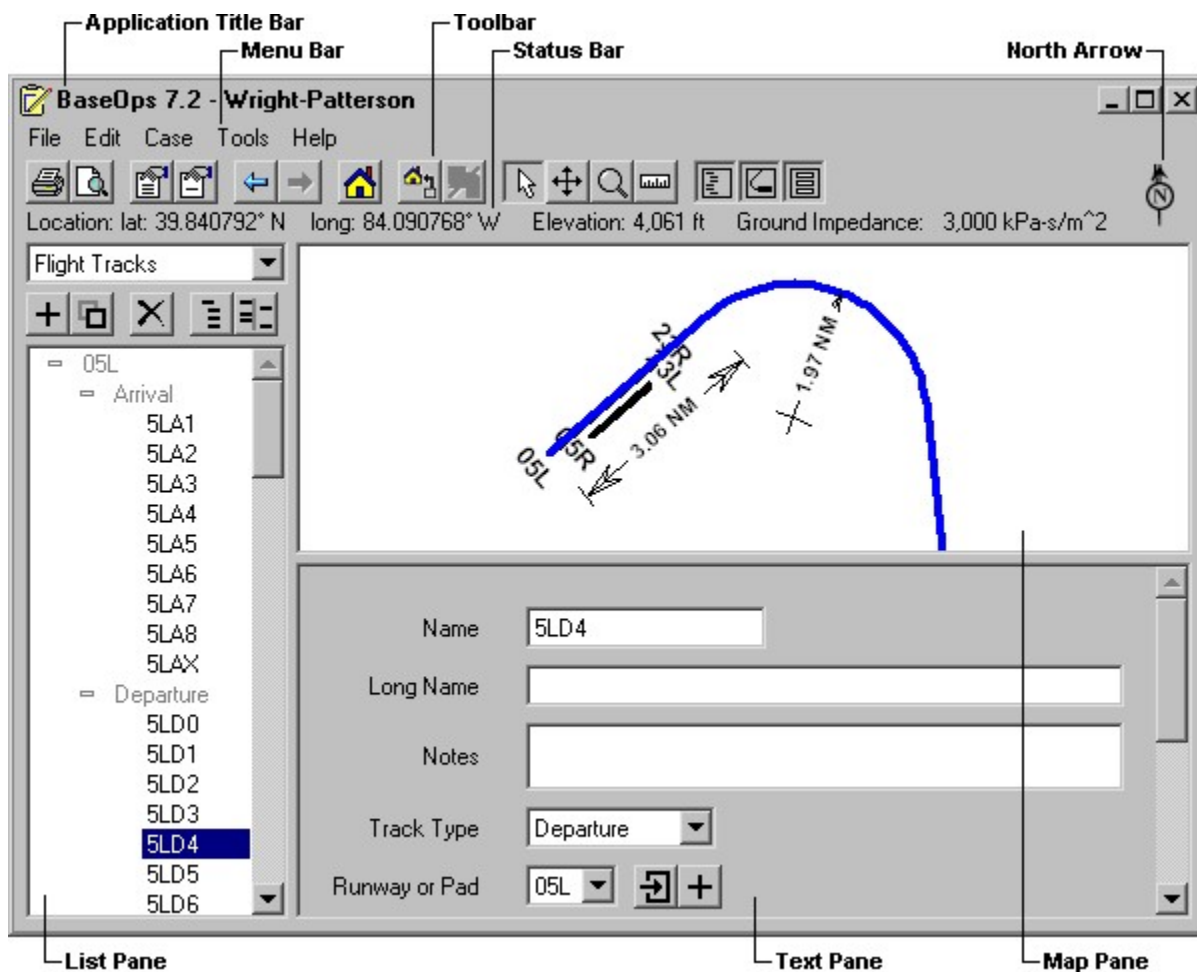 Application Title Bar
Toolbar
Menu Bar
Status Bar
North Arrow
BaseOps 7.2 - Wright-Patterson
File Edit Case Tools Help
N
Location: lat: 39.840792° N long: 84.090768° W Elevation: 4,061 ft Ground Impedance: 3,000 kPa-s/m^2
Flight Tracks
05L
Arrival
5LA1
5LA2
5LA3
5LA4
5LA5
5LA6
5LA7
5LA8
5LAX
Departure
5LD0
5LD1
5LD2
5LD3
5LD4
5LD5
5LD6
23R
23L
05R
05L
3.06 NM
1.97 NM
Name 5LD4
Long Name
Notes
Track Type Departure
Runway or Pad 05L
List Pane
Text Pane
Map Pane